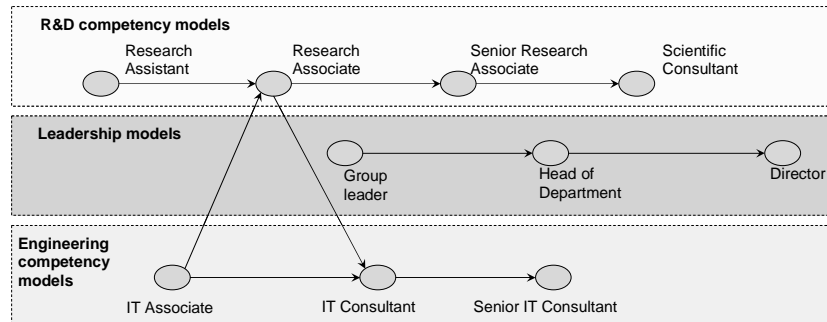 R&D competency models
Research
Assistant
Research
Associate
Senior Research
Associate
Scientific
Consultant
Leadership models
Group
leader
Head of
Department
Director
Engineering
competency
models
IT Associate
IT Consultant
Senior IT Consultant